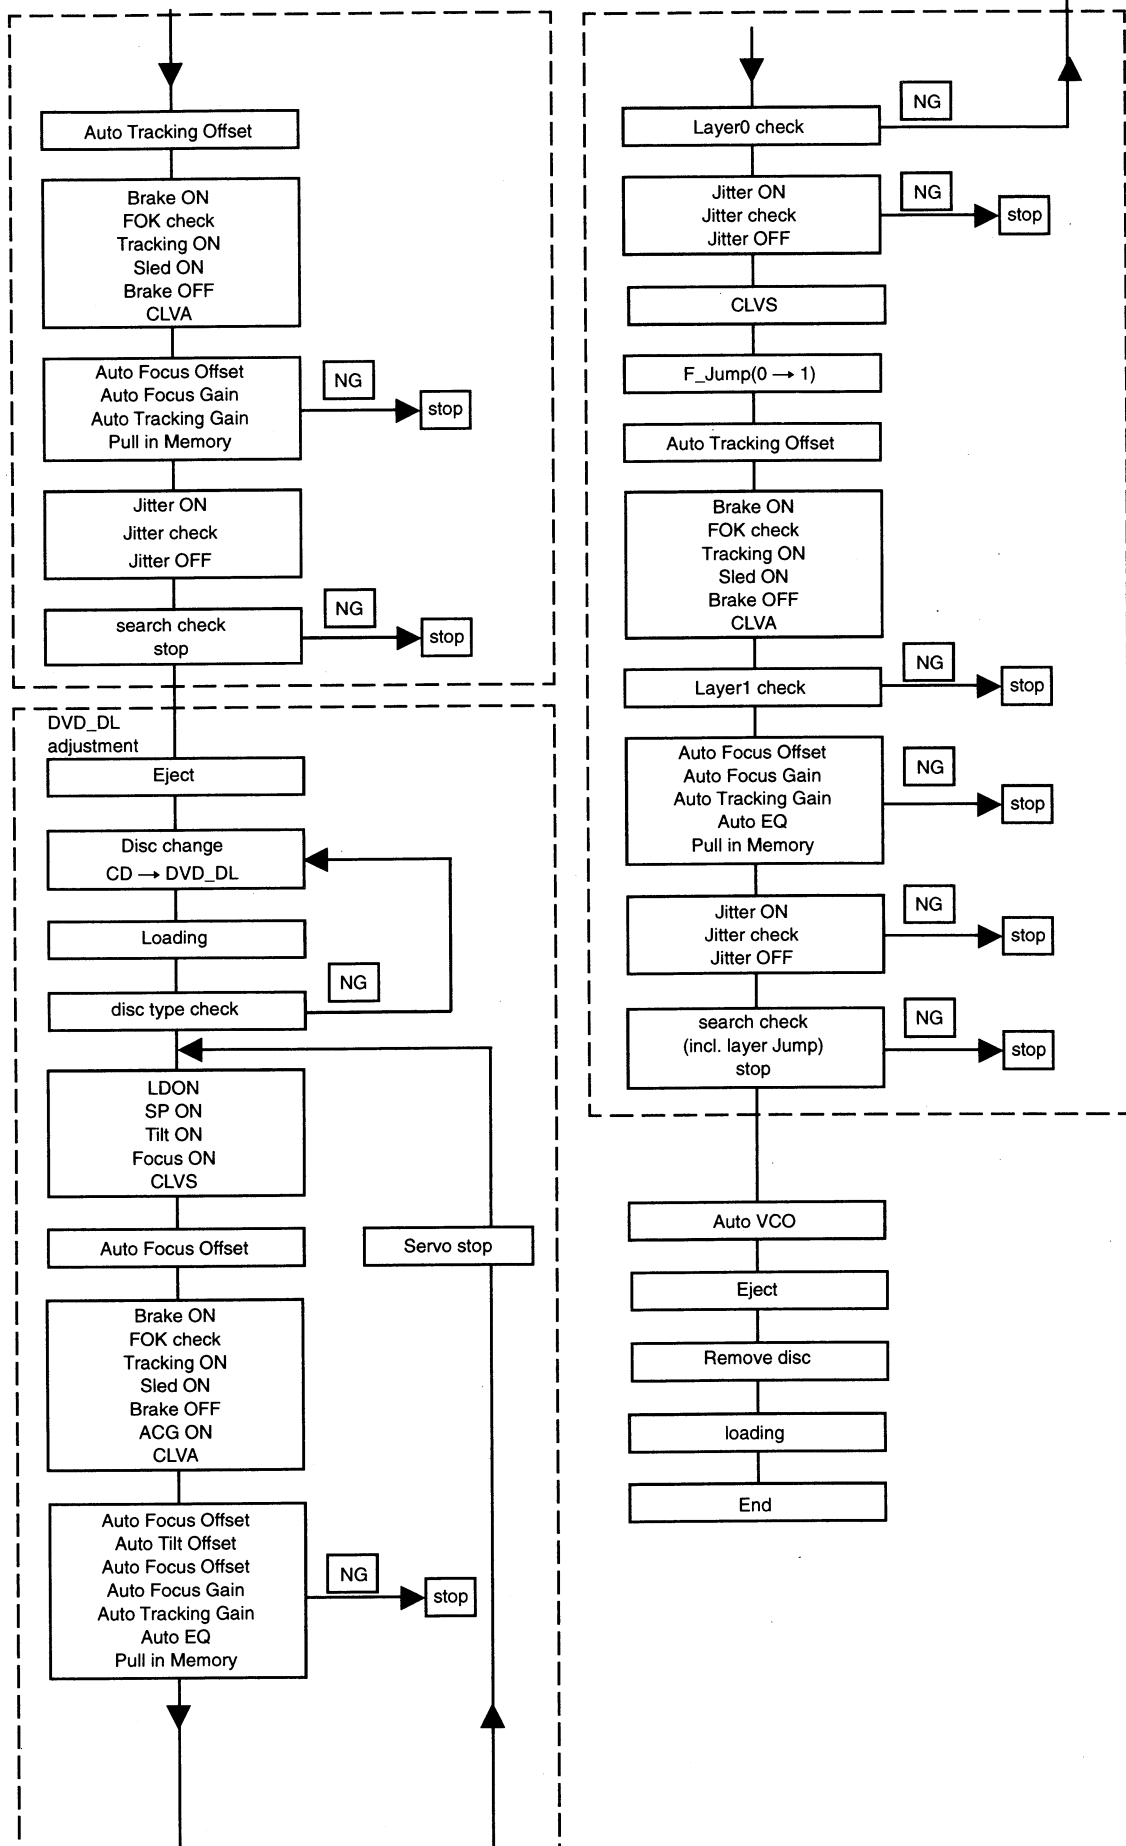 Auto Tracking Offset
Brake ON
FOK check
Tracking ON
Sled ON
Brake OFF
CLVA
Auto Focus Offset
Auto Focus Gain
Auto Tracking Gain
Pull in Memory
NG
stop
Jitter ON
Jitter check
Jitter OFF
search check
stop
NG
stop
DVD_DL
adjustment
Eject
Disc change
CD → DVD_DL
Loading
disc type check
NG
LDON
SP ON
Tilt ON
Focus ON
CLVS
Auto Focus Offset
Servo stop
Brake ON
FOK check
Tracking ON
Sled ON
Brake OFF
ACG ON
CLVA
Auto Focus Offset
Auto Tilt Offset
Auto Focus Offset
Auto Focus Gain
Auto Tracking Gain
Auto EQ
Pull in Memory
NG
stop
Layer0 check
NG
Jitter ON
Jitter check
Jitter OFF
NG
stop
CLVS
F_Jump(0 → 1)
Auto Tracking Offset
Brake ON
FOK check
Tracking ON
Sled ON
Brake OFF
CLVA
Layer1 check
NG
stop
Auto Focus Offset
Auto Focus Gain
Auto Tracking Gain
Auto EQ
Pull in Memory
NG
stop
Jitter ON
Jitter check
Jitter OFF
NG
stop
search check
(incl. layer Jump)
stop
NG
stop
Auto VCO
Eject
Remove disc
loading
End